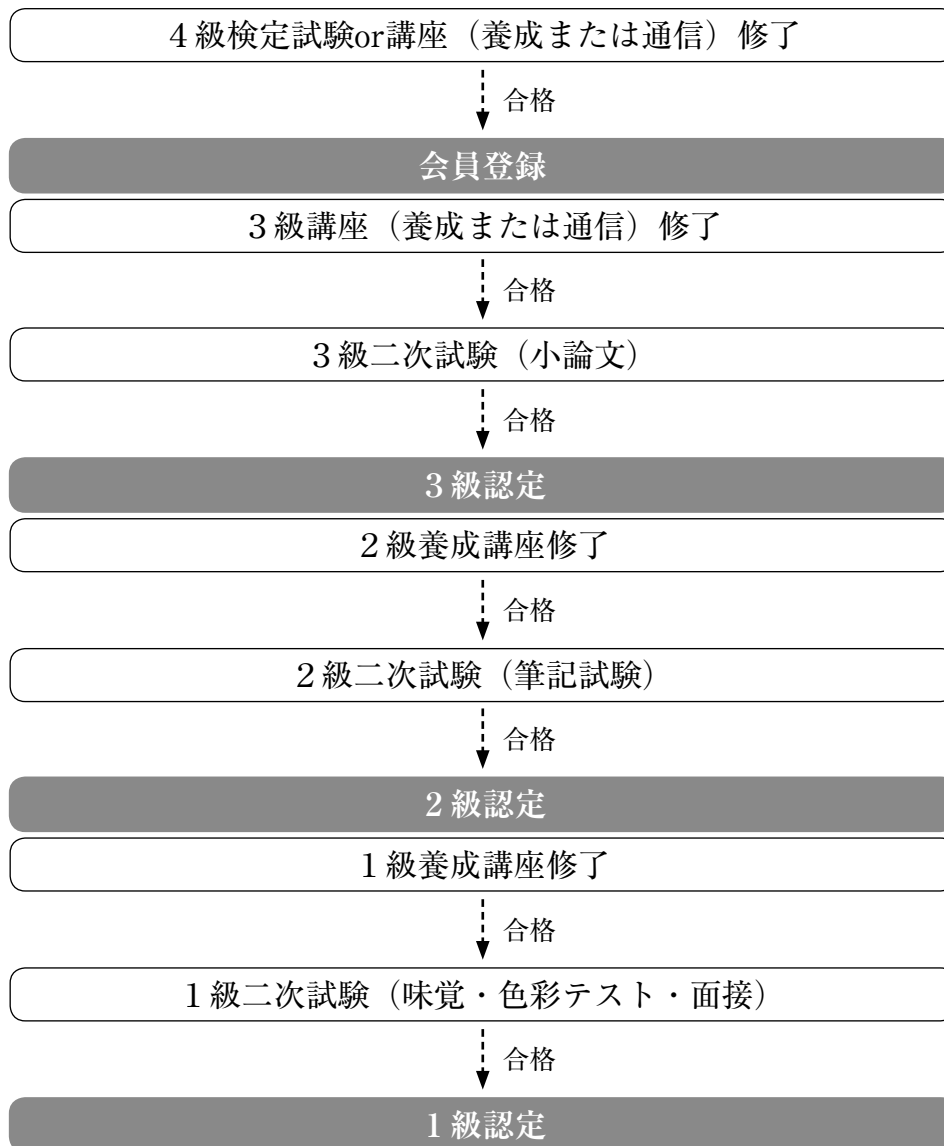 ４級検定試験or講座（養成または通信）修了
合格
会員登録
３級講座（養成または通信）修了
合格
３級二次試験（小論文）
合格
３級認定
２級養成講座修了
合格
２級二次試験（筆記試験）
合格
２級認定
１級養成講座修了
合格
１級二次試験（味覚・色彩テスト・面接）
合格
１級認定